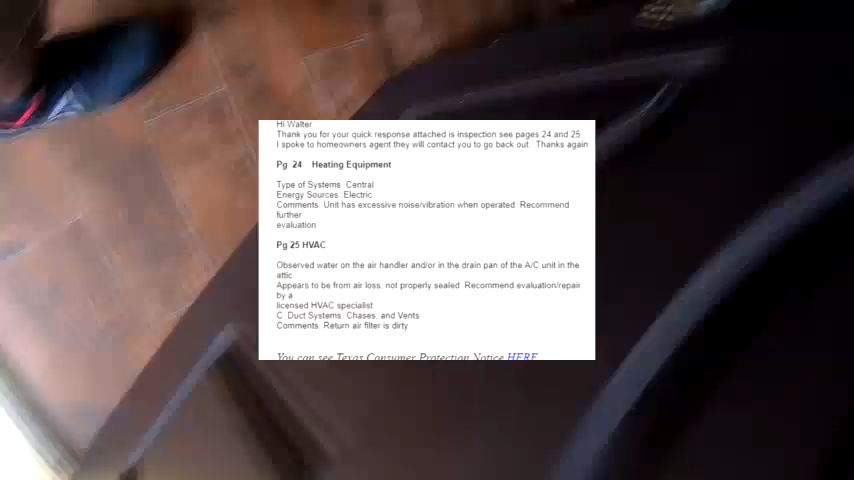 Hi Walter
Thank you for your quick response attached is inspection see pages 24 and 25
I spoke to homeowners agent they will contact you to go back out Thanks again
Pg 24 Heating Equipment
Type of Systems Central
Energy Sources Electric
Comments Unit has excessive noise/vibration when operated Recommend
further
evaluation
Pg 25 HVAC
Observed water on the air handler and/or in the drain pan of the A/C unit in the
attic
Appears to be from air loss, not properly sealed Recommend evaluation/repair
by a
licensed HVAC specialist
C Duct Systems, Chases, and Vents
Comments Return air filter is dirty
You can see Texas Consumer Protection Notice HERE